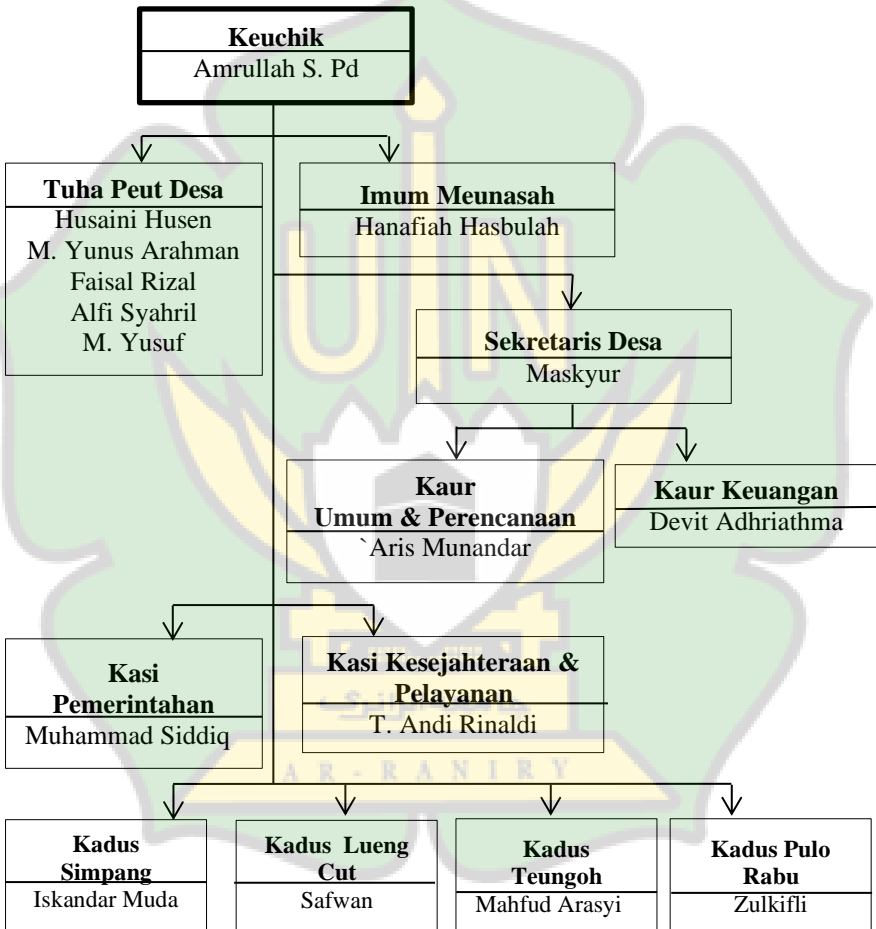 Keuchik
Amrullah S. Pd
Tuha Peut Desa
Husaini Husen
M. Yunus Arahman
Faisal Rizal
Alfi Syahril
M. Yusuf
Imum Meunasah
Hanafiah Hasbulah
Sekretaris Desa
Maskyur
Kaur
Umum & Perencanaan
`Aris Munandar
Kaur Keuangan
Devit Adhriathma
Kasi
Pemerintahan
Muhammad Siddiq
Kasi Kesejahteraan &
Pelayanan
T. Andi Rinaldi
Kadus
Simpang
Iskandar Muda
Kadus Lueng
Cut
Safwan
Kadus
Teungoh
Mahfud Arasyi
Kadus Pulo
Rabu
Zulkifli
UIN
جامعة الرانري
AR-RANIRY